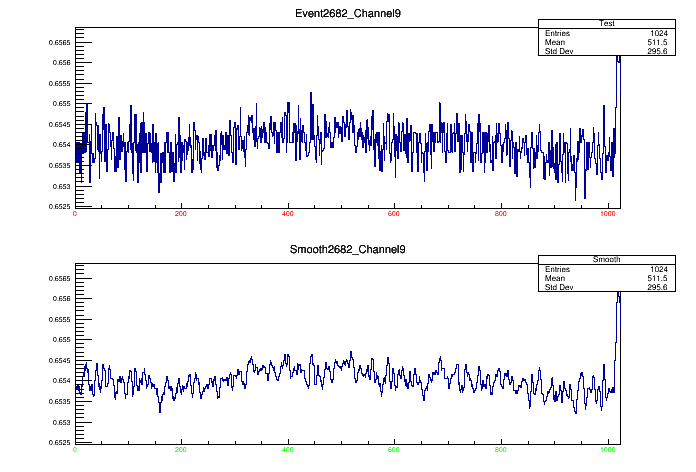 Event2682_Channel9
Test
Entries 1024
Mean 511.5
Std Dev 295.6
0.6565
0.656
0.6555
0.655
0.6545
0.654
0.6535
0.653
0.6525
0 200 400 600 800 1000
Smooth2682_Channel9
Smooth
Entries 1024
Mean 511.5
Std Dev 295.6
0.6565
0.656
0.6555
0.655
0.6545
0.654
0.6535
0.653
0.6525
0 200 400 600 800 1000